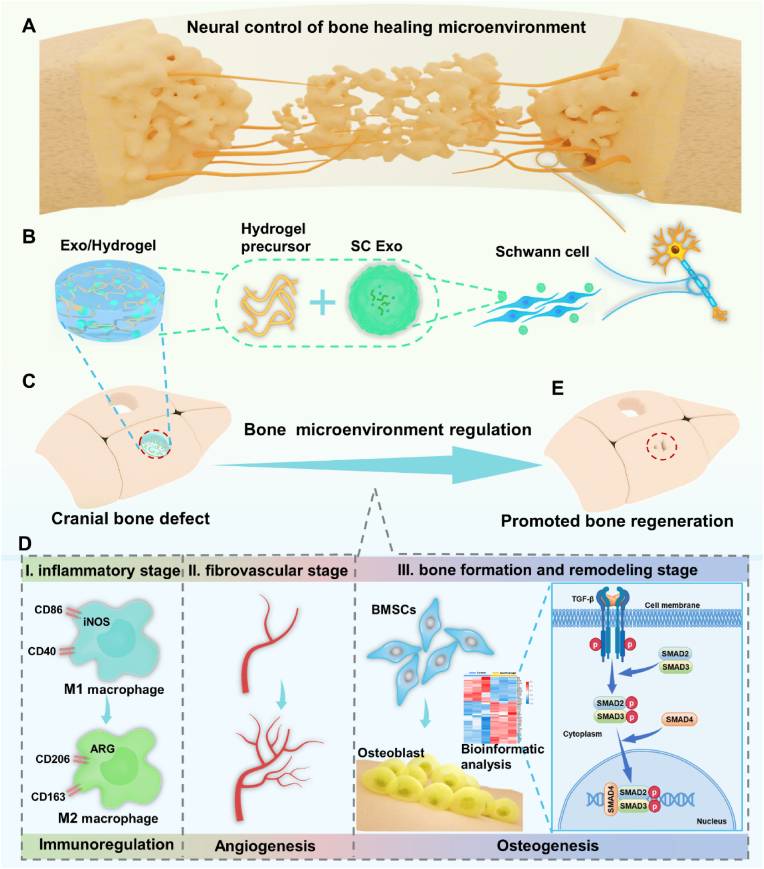 A
Neural control of bone healing microenvironment
B
Exo/Hydrogel
Hydrogel
precursor
SC Exo
Schwann cell
C
E
Bone microenvironment regulation
Cranial bone defect
Promoted bone regeneration
D
I. inflammatory stage
II. fibrovascular stage
III. bone formation and remodeling stage
CD86
iNOS
CD40
M1 macrophage
ARG
CD206
CD163
M2 macrophage
BMSCs
Osteoblast
Bioinformatic
analysis
TGF-β
Cell membrane
p
p
SMAD2
SMAD3
SMAD2
p
SMAD3
p
SMAD4
Cytoplasm
SMAD4
SMAD2
p
SMAD3
p
Nucleus
Immunoregulation
Angiogenesis
Osteogenesis